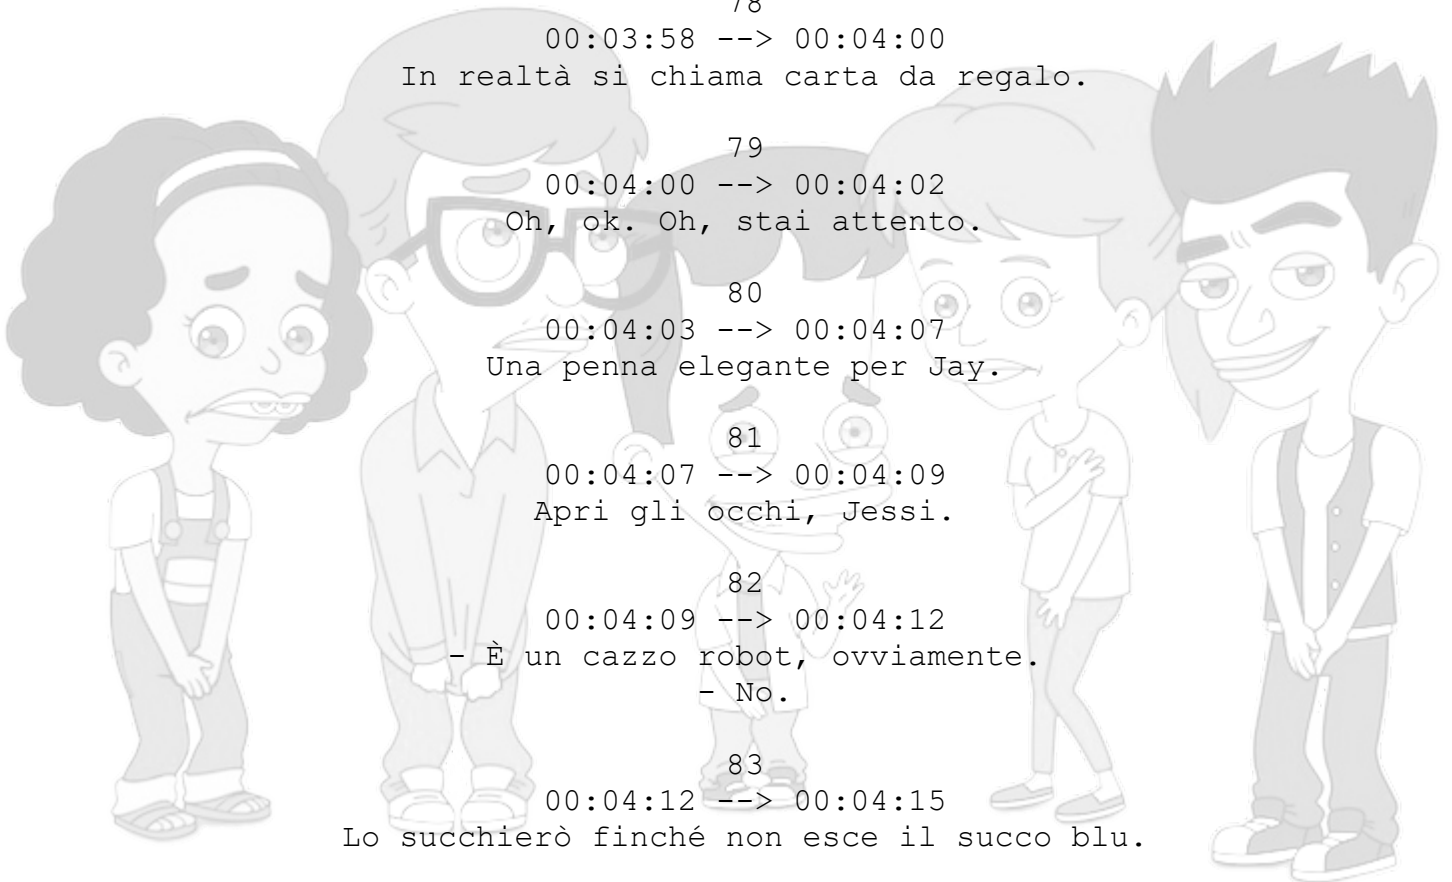 78
00:03:58 --> 00:04:00
In realtà si chiama carta da regalo.
79
00:04:00 --> 00:04:02
Oh, ok. Oh, stai attento.
80
00:04:03 --> 00:04:07
Una penna elegante per Jay.
81
00:04:07 --> 00:04:09
Apri gli occhi, Jessi.
82
00:04:09 --> 00:04:12
- È un cazzo robot, ovviamente.
- No.
83
00:04:12 --> 00:04:15
Lo succhierò finché non esce il succo blu.